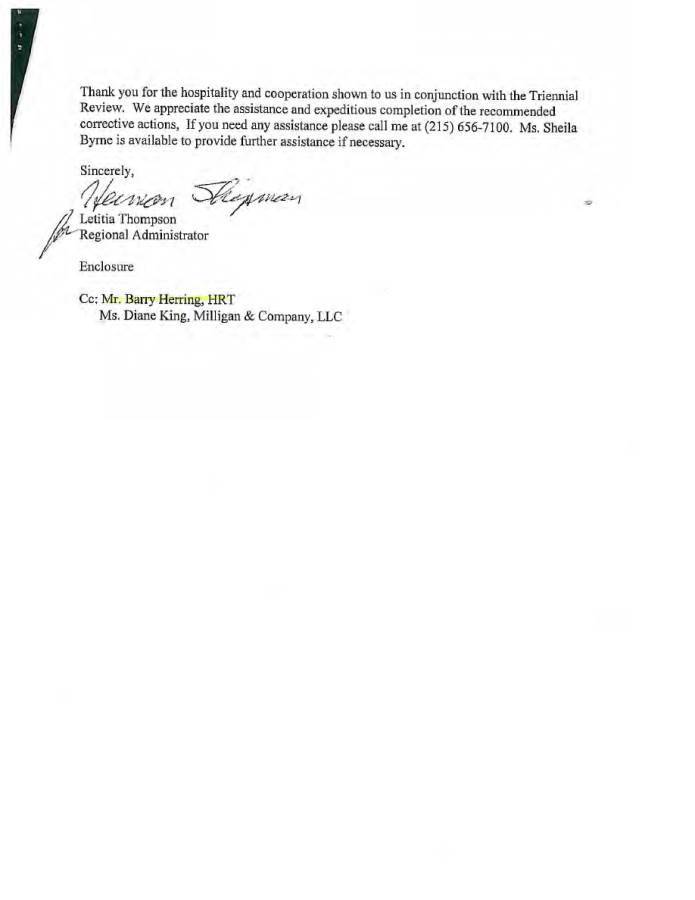 Thank you for the hospitality and cooperation shown to us in conjunction with the Triennial
Review. We appreciate the assistance and expeditious completion of the recommended
corrective actions, If you need any assistance please call me at (215) 656-7100. Ms. Sheila
Byrne is available to provide further assistance if necessary.
Sincerely,
Herman Shipman
for Letitia Thompson
Regional Administrator
Enclosure
Cc: Mr. Barry Herring, HRT
Ms. Diane King, Milligan & Company, LLC